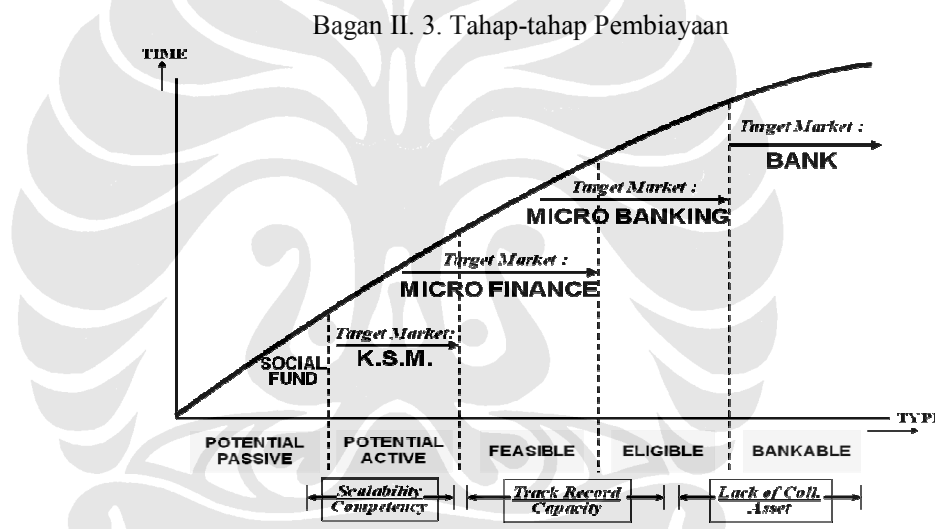 Bagan II. 3. Tahap-tahap Pembiayaan
TIME
Target Market :
BANK
Target Market :
MICRO BANKING
Target Market :
MICRO FINANCE
Target Market:
K.S.M.
SOCIAL
FUND
TYPE
POTENTIAL
PASSIVE
POTENTIAL
ACTIVE
FEASIBLE
ELIGIBLE
BANKABLE
Scalability
Competency
Track Record
Capacity
Lack of Coll.
Asset